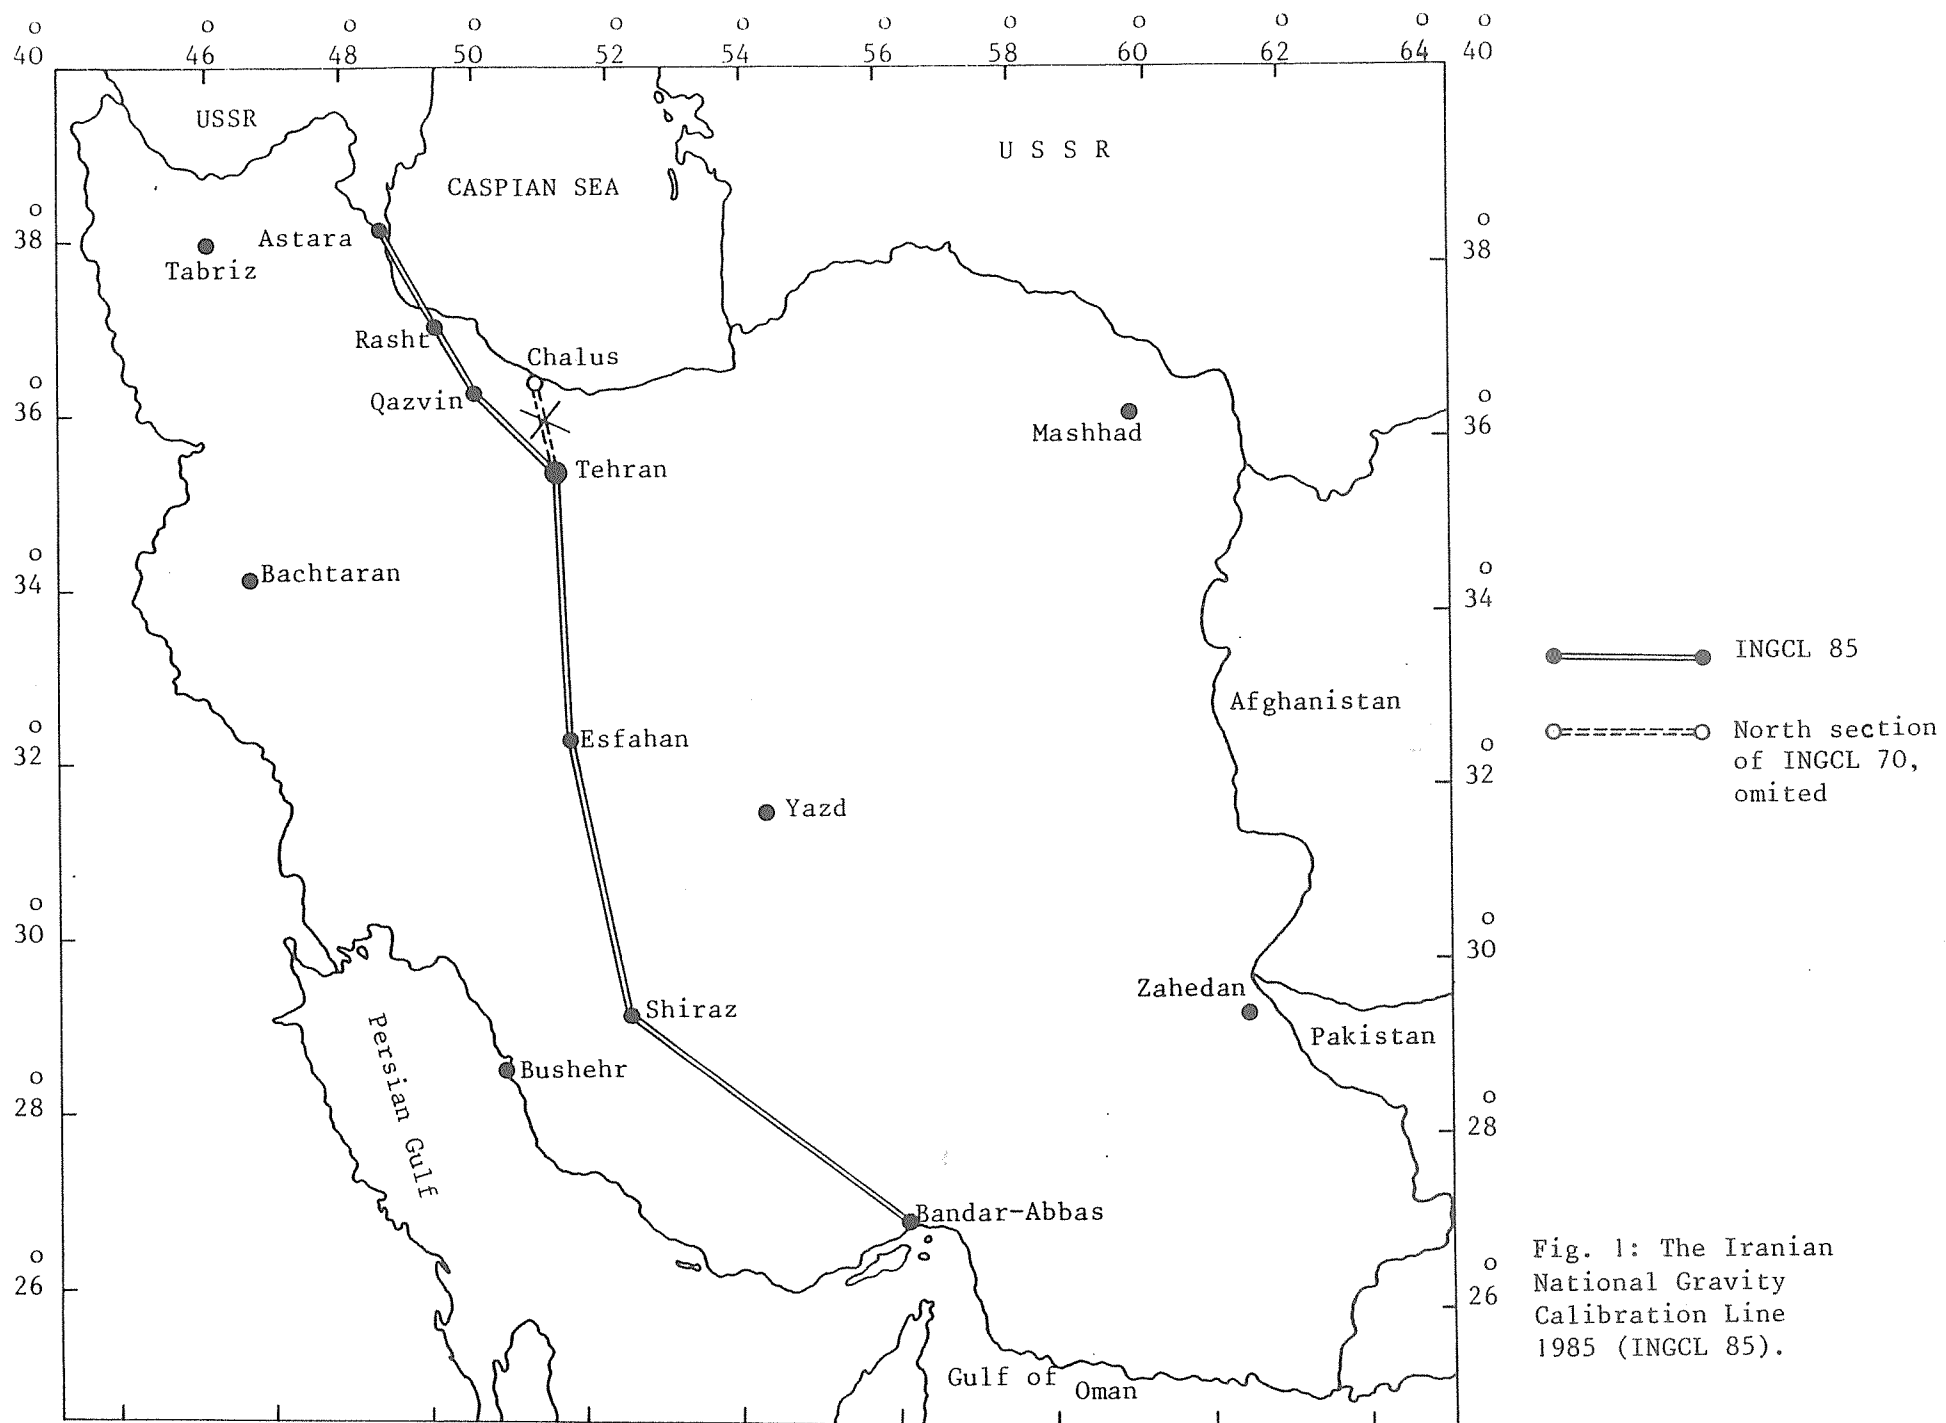 o o o o o o o o o o o o
40 46 48 50 52 54 56 58 60 62 64 40
USSR
U S S R
CASPIAN SEA
o
38
o
38
Astara
Tabriz
Rasht
Chalus
o
36
o
36
Qazvin
Mashhad
Tehran
o
34
o
34
Bachtaran
INGCL 85
Afghanistan
North section
of INGCL 70,
omited
o
32
o
32
Esfahan
Yazd
o
30
o
30
Zahedan
Shiraz
Pakistan
Persian Gulf
Bushehr
o
28
o
28
Bandar-Abbas
o
26
o
26
Gulf of Oman
Fig. 1: The Iranian
National Gravity
Calibration Line
1985 (INGCL 85).